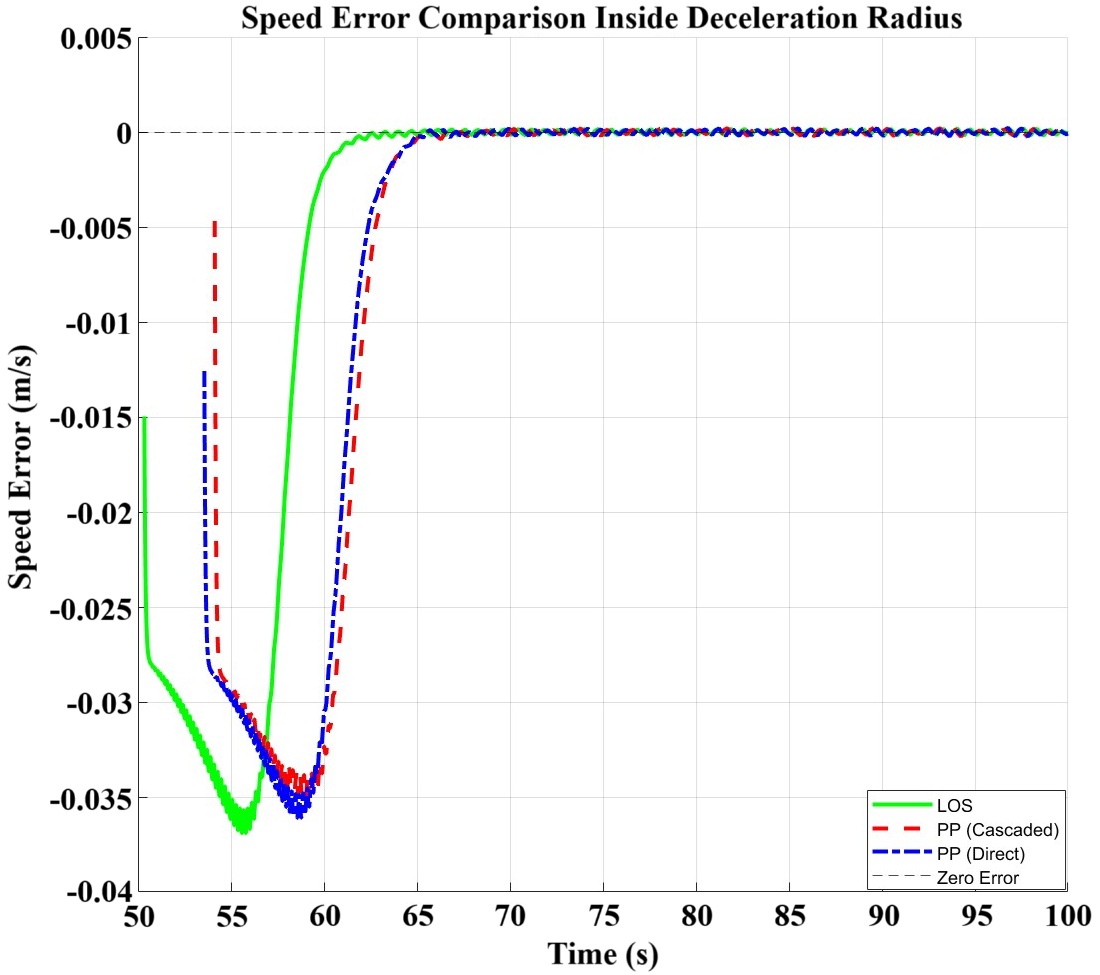 Speed Error Comparison Inside Deceleration Radius
0.005
0
-0.005
-0.01
-0.015
-0.02
-0.025
-0.03
-0.035
-0.04
Speed Error (m/s)
50 55 60 65 70 75 80 85 90 95 100
Time (s)
LOS
PP (Cascaded)
PP (Direct)
Zero Error